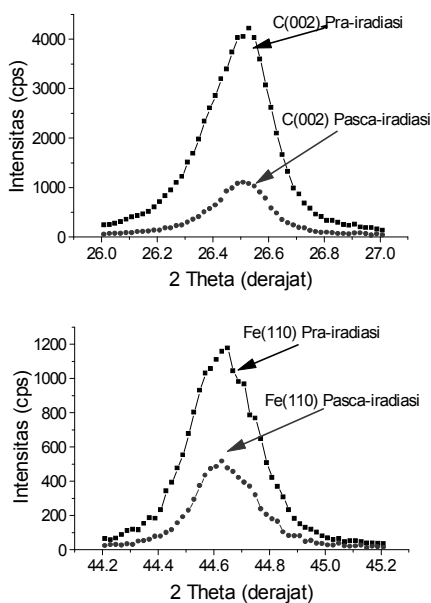 C(002) Pra-iradiasi
C(002) Pasca-iradiasi
Intensitas (cps)
4000
3000
2000
1000
0
26.0 26.2 26.4 26.6 26.8 27.0
2 Theta (derajat)
Fe(110) Pra-iradiasi
Fe(110) Pasca-iradiasi
Intensitas (cps)
1200
1000
800
600
400
200
0
44.2 44.4 44.6 44.8 45.0 45.2
2 Theta (derajat)